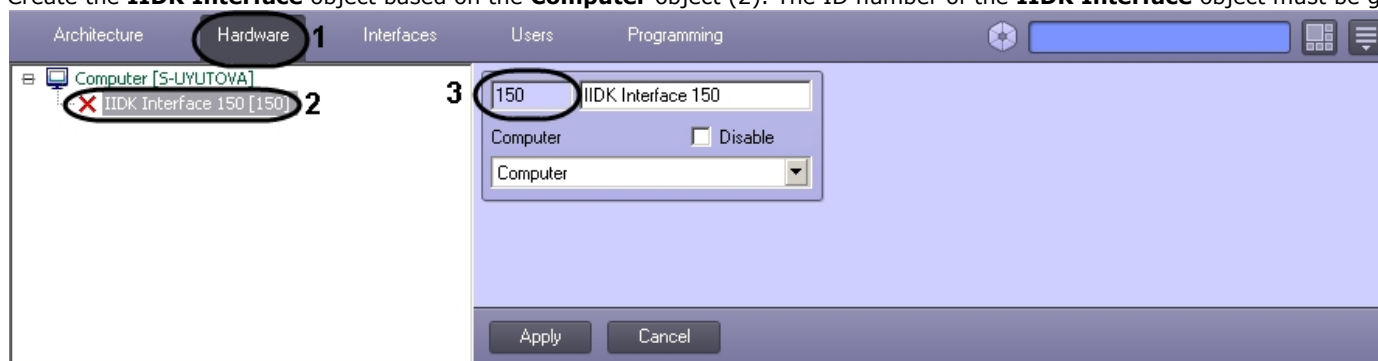 Create the IIDK Interface object based on the Computer object (2). The ID number of the IIDK Interface object must be g
Architecture Hardware 1 Interfaces Users Programming
Computer [S-UYUTOVA]
IIDK Interface 150 [150] 2
3 150 IIDK Interface 150
Computer Disable
Computer
Apply Cancel